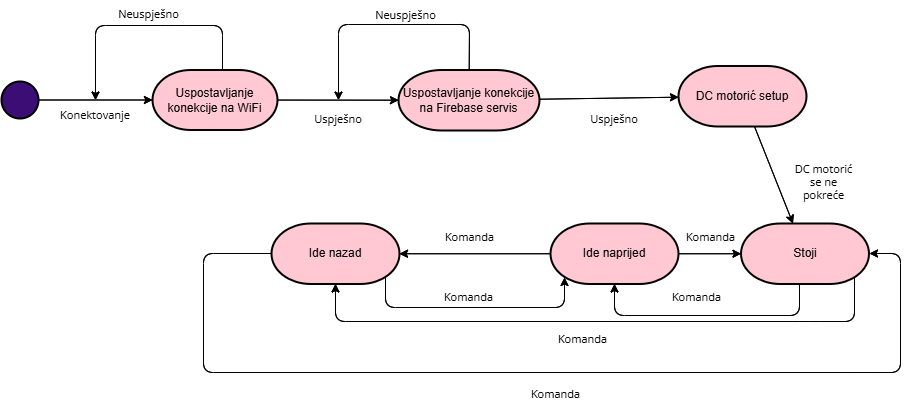 Neuspješno
Neuspješno
Uspostavljanje
konekcije na WiFi
Uspostavljanje konekcije
na Firebase servis
DC motorić setup
Konektovanje
Uspješno
Uspješno
DC motorić
se ne
pokreće
Ide nazad
Komanda
Ide naprijed
Komanda
Stoji
Komanda
Komanda
Komanda
Komanda